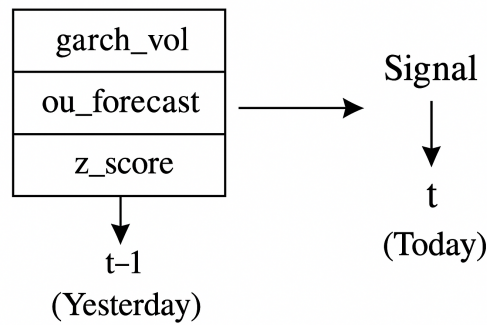 garch_vol
ou_forecast
z_score
t–1
(Yesterday)
Signal
t
(Today)